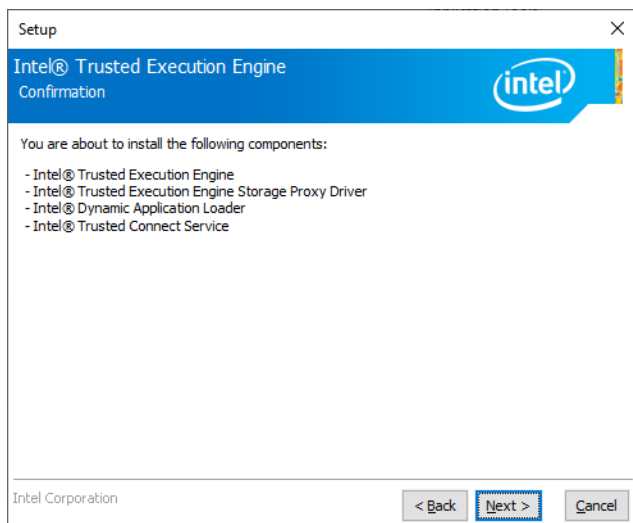 Setup
Intel® Trusted Execution Engine
Confirmation
intel
You are about to install the following components:
- Intel® Trusted Execution Engine
- Intel® Trusted Execution Engine Storage Proxy Driver
- Intel® Dynamic Application Loader
- Intel® Trusted Connect Service
Intel Corporation
< Back Next > Cancel